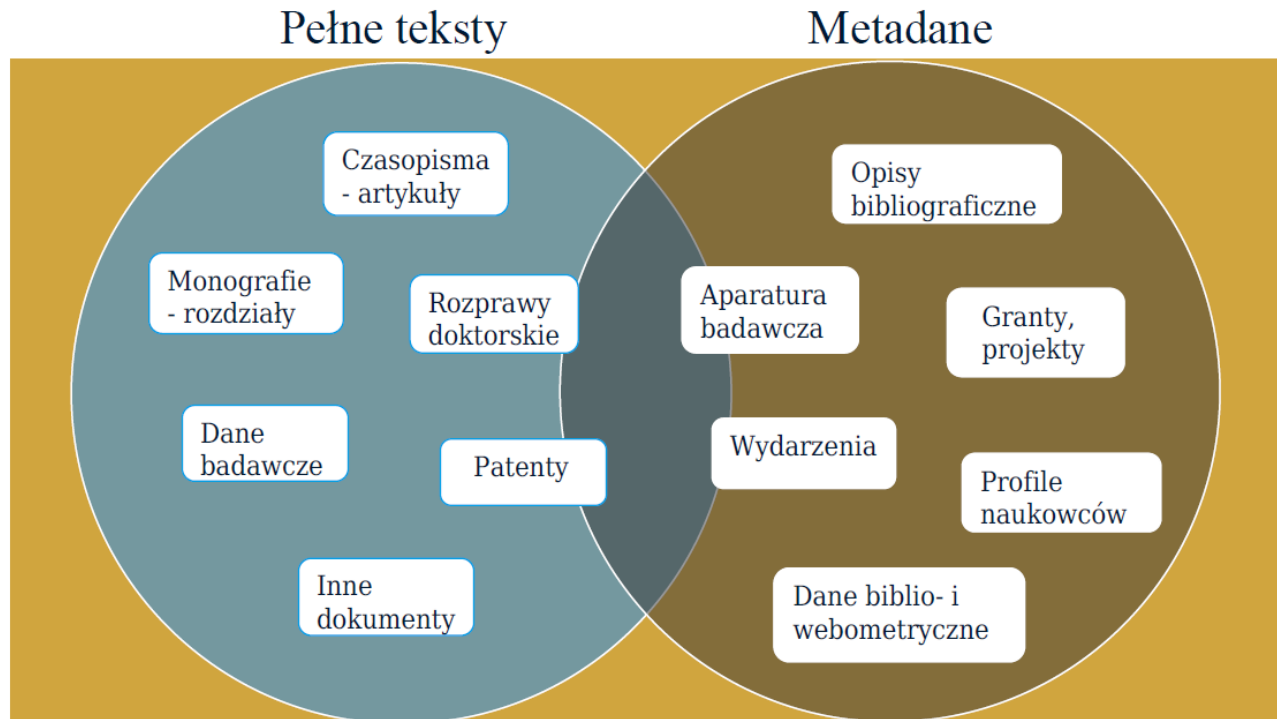 Pełne teksty
Metadane
Czasopisma
- artykuły
Monografie
- rozdziały
Rozprawy
doktorskie
Dane
badawcze
Patenty
Inne
dokumenty
Opisy
bibliograficzne
Aparatura
badawcza
Granty,
projekty
Wydarzenia
Profile
naukowców
Dane biblio- i
webometryczne